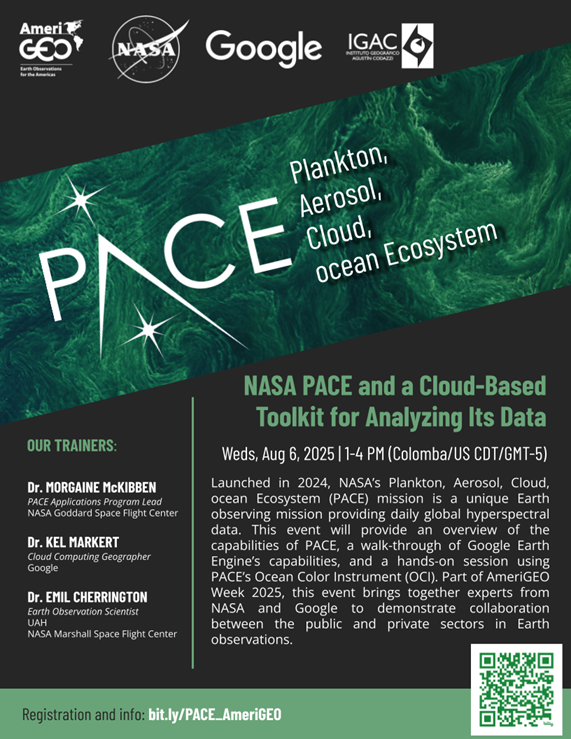 AmeriGEO
Earth Observations
for the Americas
NASA
Google
IGAC
INSTITUTO GEOGRÁFICO
AGUSTÍN CODAZZI
PACE
Plankton,
Aerosol,
Cloud,
ocean Ecosystem
NASA PACE and a Cloud-Based
Toolkit for Analyzing Its Data
Weds, Aug 6, 2025 | 1-4 PM (Colomba/US CDT/GMT-5)
OUR TRAINERS:
Dr. MORGAINE McKIBBEN
PACE Applications Program Lead
NASA Goddard Space Flight Center
Dr. KEL MARKERT
Cloud Computing Geographer
Google
Dr. EMIL CHERRINGTON
Earth Observation Scientist
UAH
NASA Marshall Space Flight Center
Launched in 2024, NASA's Plankton, Aerosol, Cloud,
ocean Ecosystem (PACE) mission is a unique Earth
observing mission providing daily global hyperspectral
data. This event will provide an overview of the
capabilities of PACE, a walk-through of Google Earth
Engine's capabilities, and a hands-on session using
PACE's Ocean Color Instrument (OCI). Part of AmeriGEO
Week 2025, this event brings together experts from
NASA and Google to demonstrate collaboration
between the public and private sectors in Earth
observations.
Registration and info: bit.ly/PACE_AmeriGEO